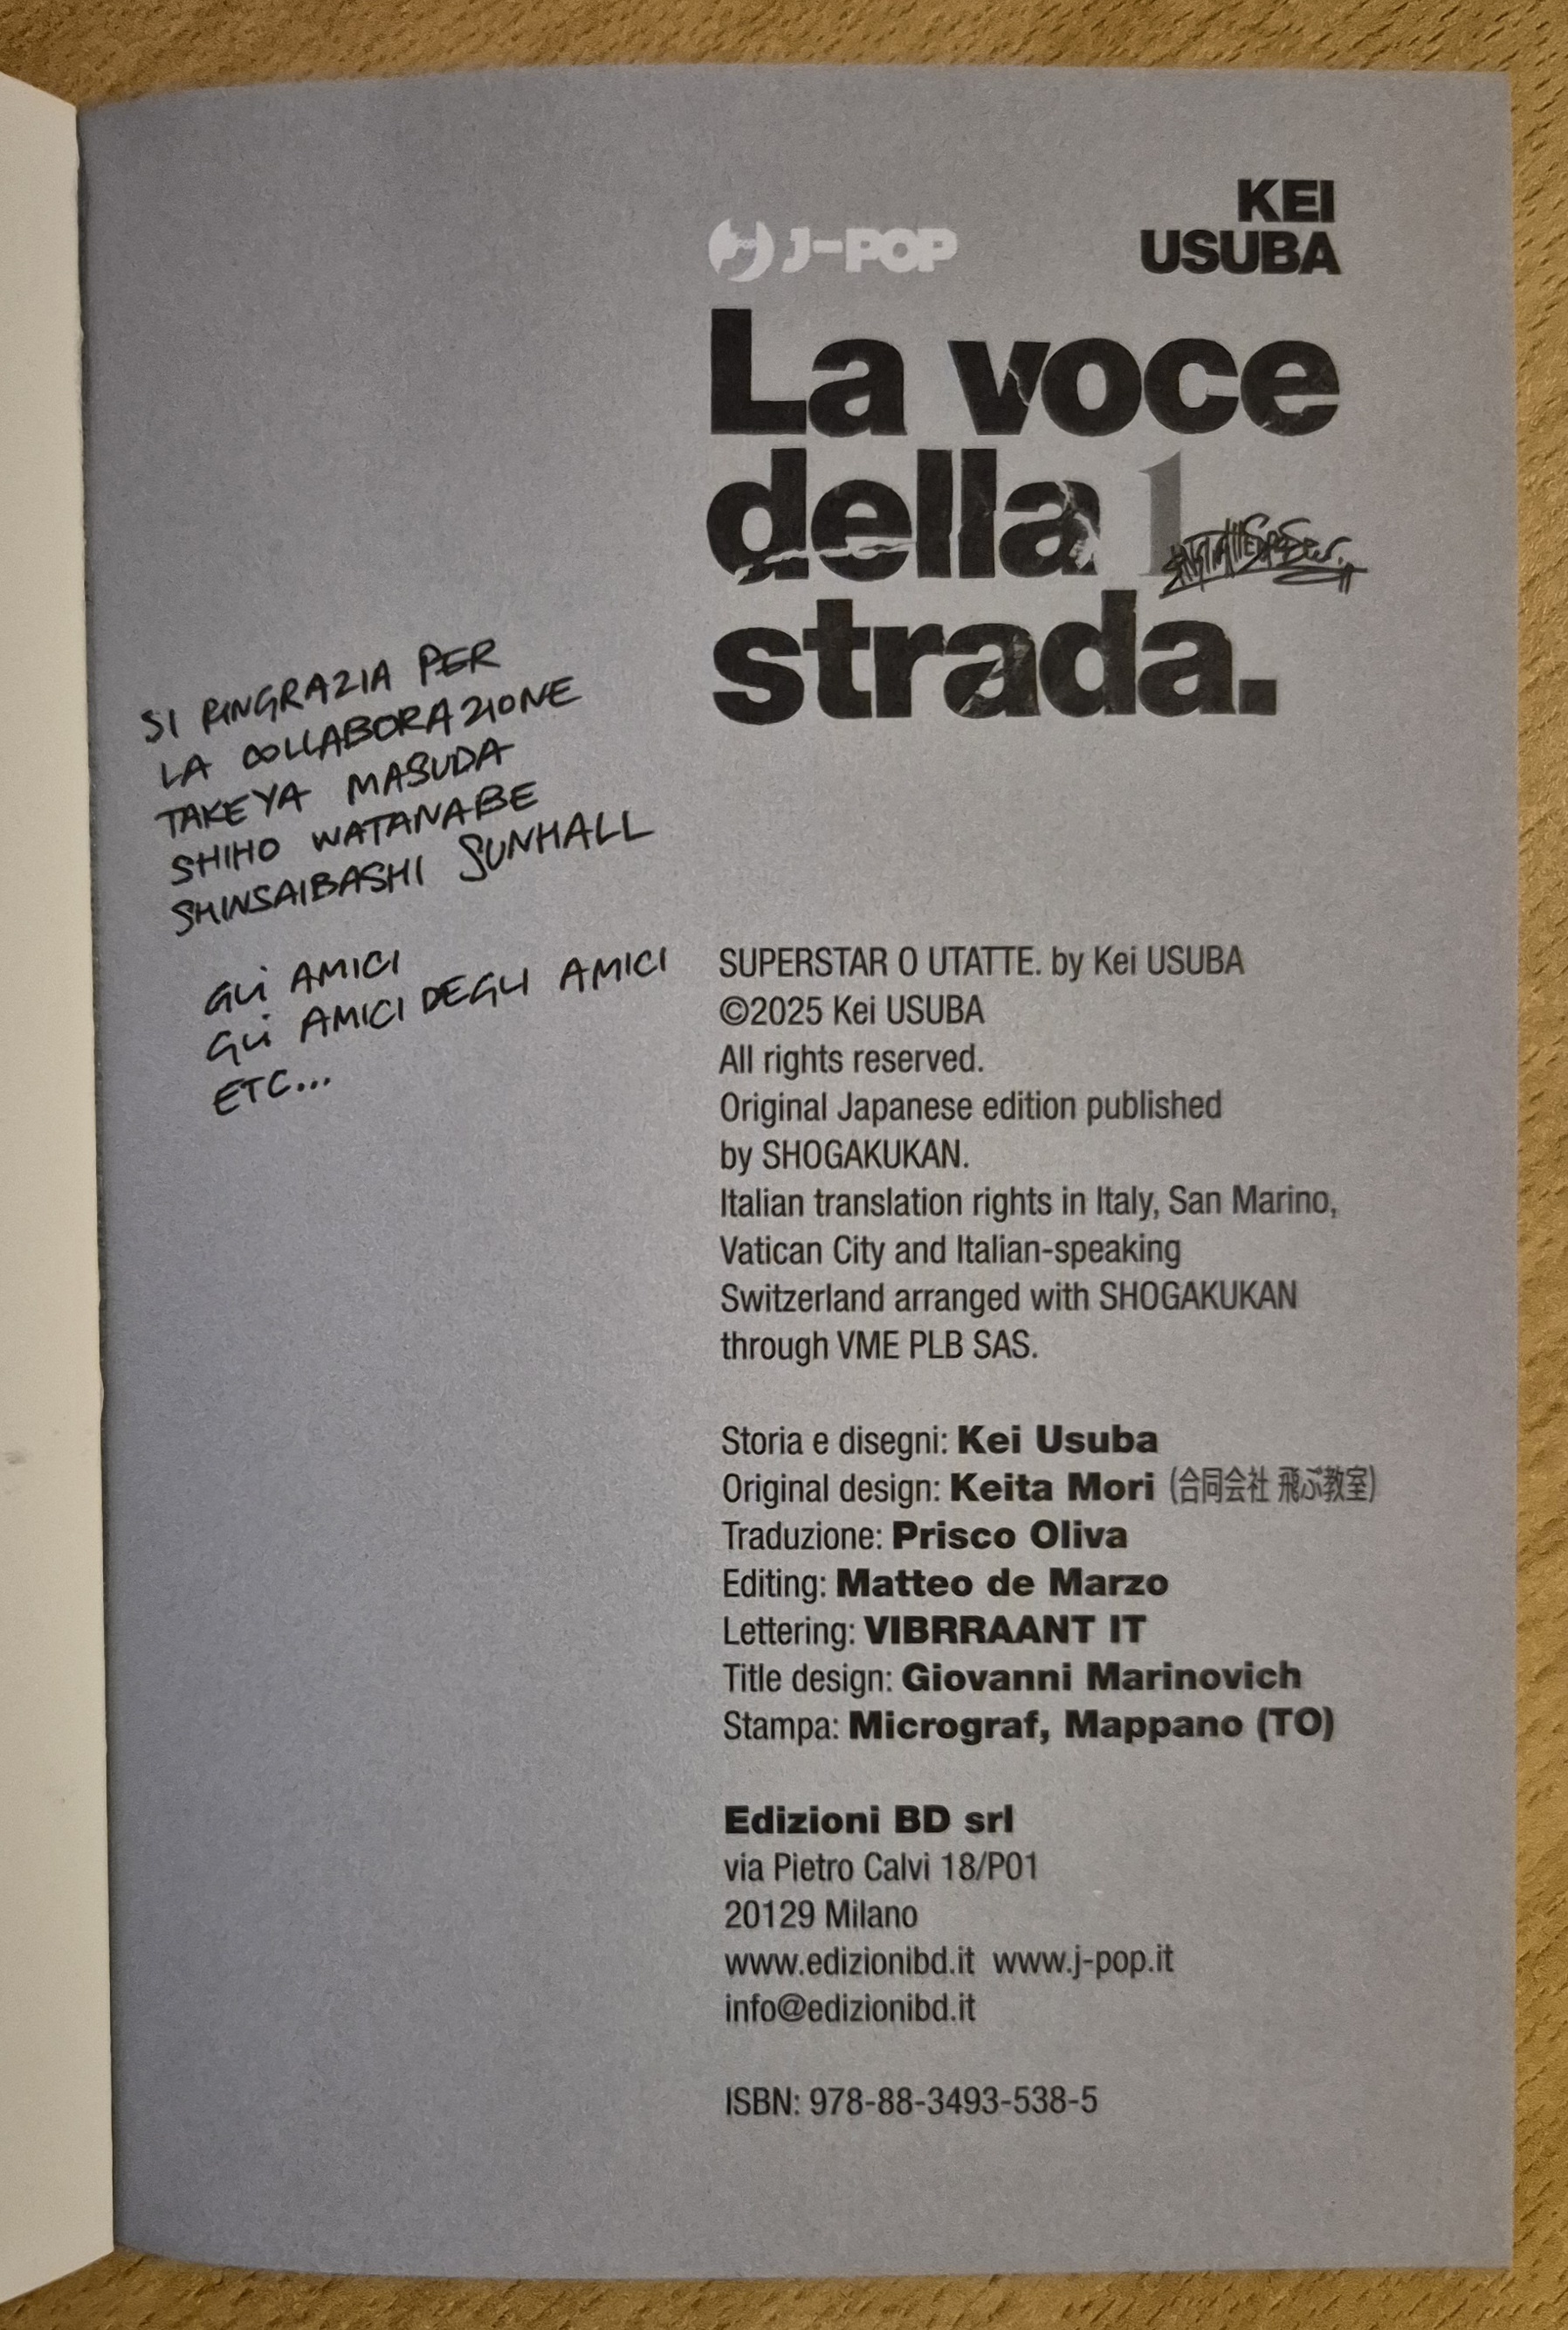 J-POP
KEI
USUBA
La voce
della 1
strada.
SI RINGRAZIA PER
LA COLLABORAZIONE
TAKEYA MASUDA
SHIHO WATANABE
SHINSAIBASHI SUNHALL
GLI AMICI
GLI AMICI DEGLI AMICI
ETC...
SUPERSTAR O UTATTE. by Kei USUBA
©2025 Kei USUBA
All rights reserved.
Original Japanese edition published
by SHOGAKUKAN.
Italian translation rights in Italy, San Marino,
Vatican City and Italian-speaking
Switzerland arranged with SHOGAKUKAN
through VME PLB SAS.
Storia e disegni: Kei Usuba
Original design: Keita Mori (合同会社 飛ぶ教室)
Traduzione: Prisco Oliva
Editing: Matteo de Marzo
Lettering: VIBRRAANT IT
Title design: Giovanni Marinovich
Stampa: Micrograf, Mappano (TO)
Edizioni BD srl
via Pietro Calvi 18/P01
20129 Milano
www.edizionibd.it www.j-pop.it
info@edizionibd.it
ISBN: 978-88-3493-538-5